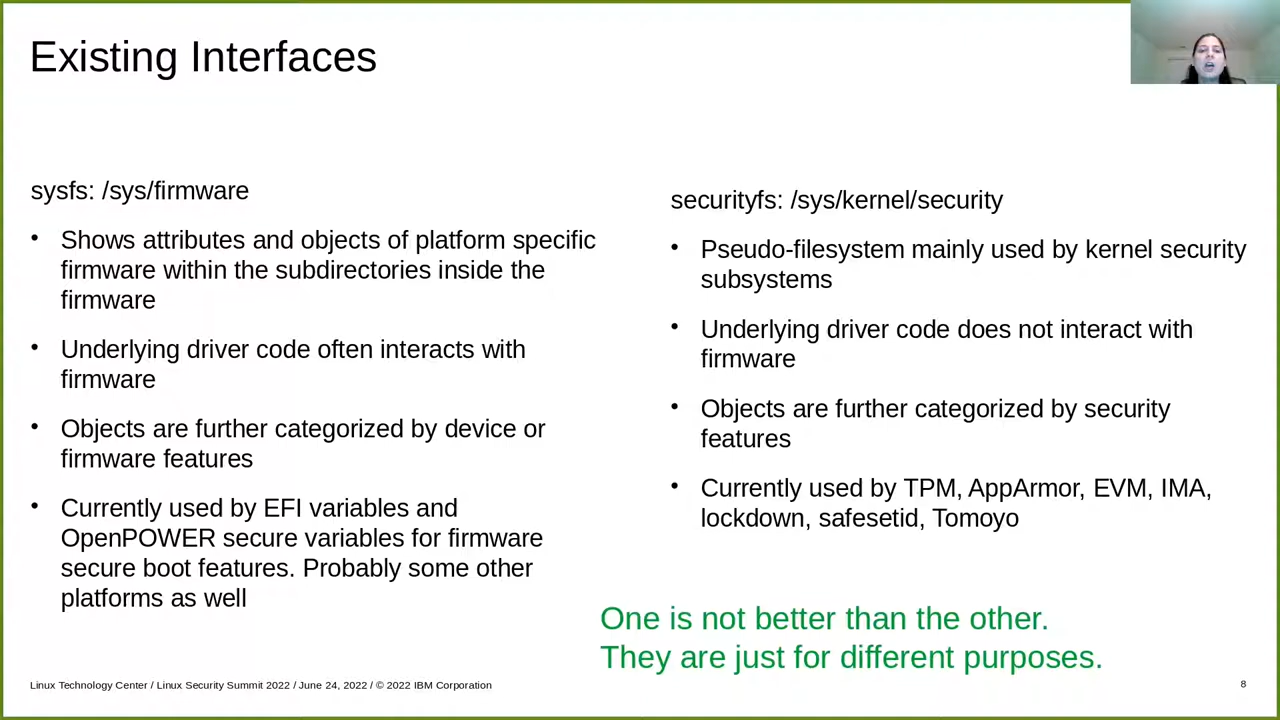 Existing Interfaces
sysfs: /sys/firmware
• Shows attributes and objects of platform specific
firmware within the subdirectories inside the
firmware
• Underlying driver code often interacts with
firmware
• Objects are further categorized by device or
firmware features
• Currently used by EFI variables and
OpenPOWER secure variables for firmware
secure boot features. Probably some other
platforms as well
securityfs: /sys/kernel/security
• Pseudo-filesystem mainly used by kernel security
subsystems
• Underlying driver code does not interact with
firmware
• Objects are further categorized by security
features
• Currently used by TPM, AppArmor, EVM, IMA,
lockdown, safesetid, Tomoyo
One is not better than the other.
They are just for different purposes.
Linux Technology Center / Linux Security Summit 2022 / June 24, 2022 / © 2022 IBM Corporation
8